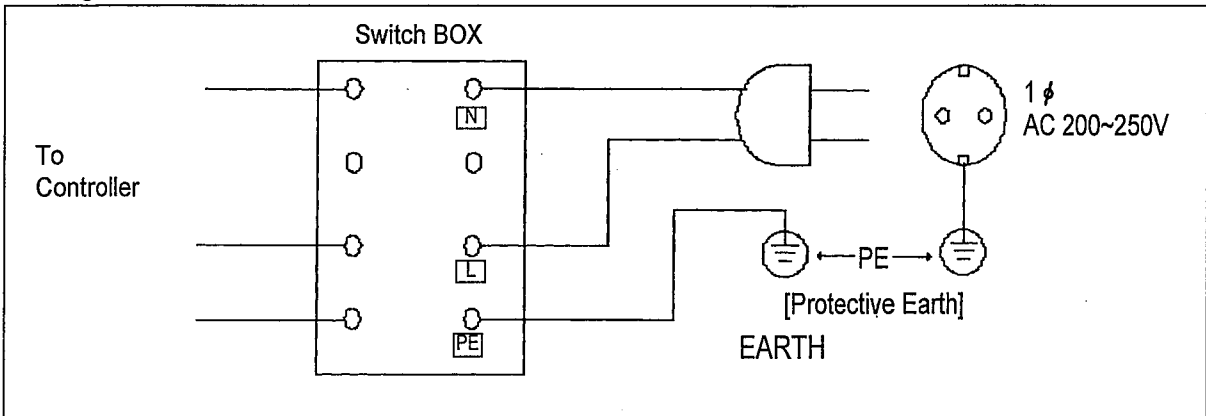 Switch BOX
N
1 ∮
AC 200~250V
To
Controller
L
PE
[Protective Earth]
PE
EARTH